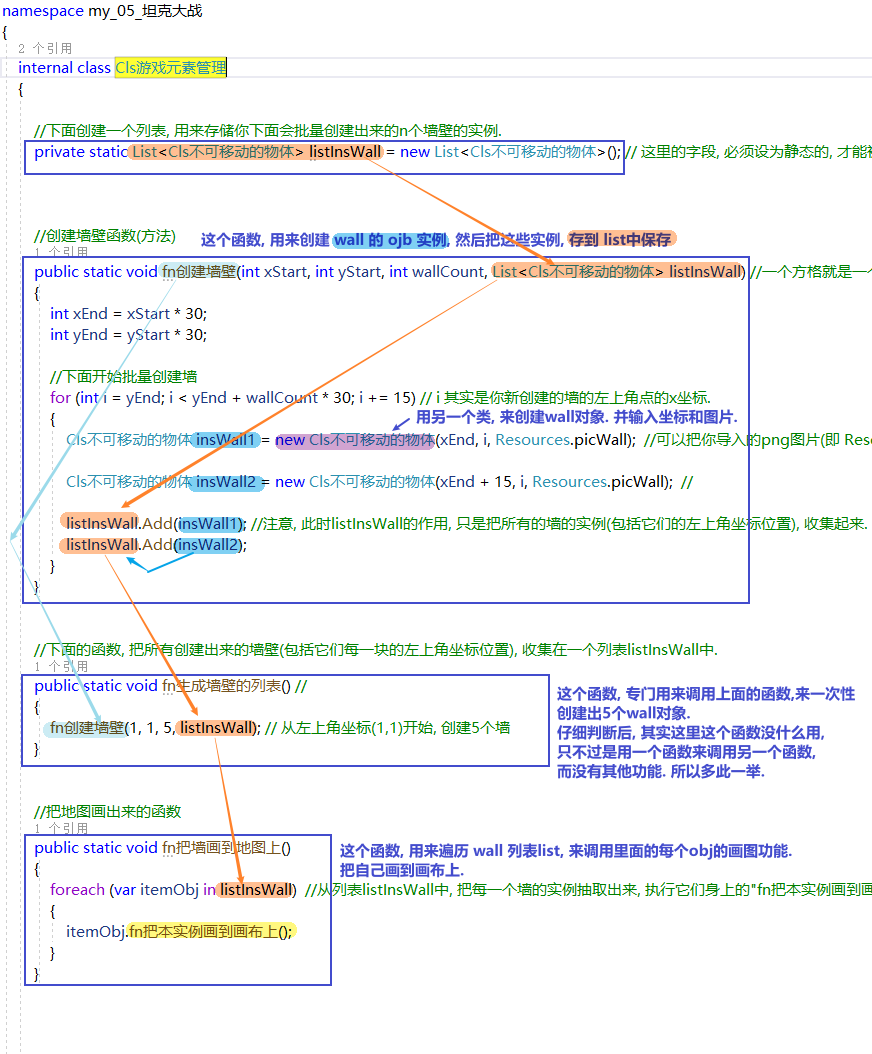 namespace my_05_坦克大战
{
2 个引用
internal class Cls游戏元素管理
{
//下面创建一个列表, 用来存储你下面会批量创建出来的n个墙壁的实例.
private static List<Cls不可移动的物体> listInsWall = new List<Cls不可移动的物体>(); // 这里的字段, 必须设为静态的, 才能
//创建墙壁函数(方法)
这个函数, 用来创建 wall 的 ojb 实例, 然后把这些实例, 存到 list中保存
1 个引用
public static void fn创建墙壁(int xStart, int yStart, int wallCount, List<Cls不可移动的物体> listInsWall) //一个方格就是一
{
int xEnd = xStart * 30;
int yEnd = yStart * 30;
//下面开始批量创建墙
for (int i = yEnd; i < yEnd + wallCount * 30; i += 15) // i 其实是你新创建的墙的左上角点的x坐标.
用另一个类, 来创建wall对象. 并输入坐标和图片.
{
Cls不可移动的物体 insWall1 = new Cls不可移动的物体(xEnd, i, Resources.picWall); //可以把你导入的png图片(即 Res
Cls不可移动的物体 insWall2 = new Cls不可移动的物体(xEnd + 15, i, Resources.picWall); //
listInsWall.Add(insWall1); //注意, 此时listInsWall的作用, 只是把所有的墙的实例(包括它们的左上角坐标位置), 收集起来.
listInsWall.Add(insWall2);
}
}
//下面的函数, 把所有创建出来的墙壁(包括它们每一块的左上角坐标位置), 收集在一个列表listInsWall中.
1 个引用
public static void fn生成墙壁的列表() //
{
fn创建墙壁(1, 1, 5, listInsWall); // 从左上角坐标(1,1)开始, 创建5个墙
}
这个函数, 专门用来调用上面的函数,来一次性
创建出5个wall对象.
仔细判断后, 其实这里这个函数没什么用,
只不过是用一个函数来调用另一个函数,
而没有其他功能. 所以多此一举.
//把地图画出来的函数
1 个引用
public static void fn把墙画到地图上()
{
foreach (var itemObj in listInsWall) //从列表listInsWall中, 把每一个墙的实例抽取出来, 执行它们身上的"fn把本实例画到画
{
itemObj.fn把本实例画到画布上();
}
}
这个函数, 用来遍历 wall 列表list, 来调用里面的每个obj的画图功能.
把自己画到画布上.